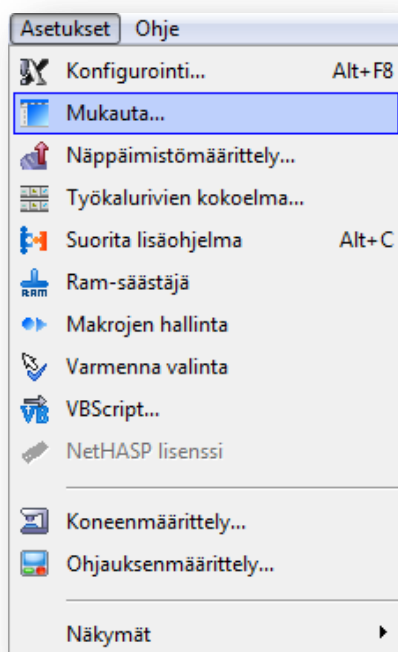 Asetukset Ohje
Konfigurointi... Alt+F8
Mukauta...
Näppäimistömäärittely...
Työkalurivien kokoelma...
Suorita lisäohjelma Alt+C
RAM Ram-säästäjä
Makrojen hallinta
Varmenna valinta
VB VBScript...
NetHASP lisenssi
Koneenmäärittely...
Ohjauksenmäärittely...
Näkymät